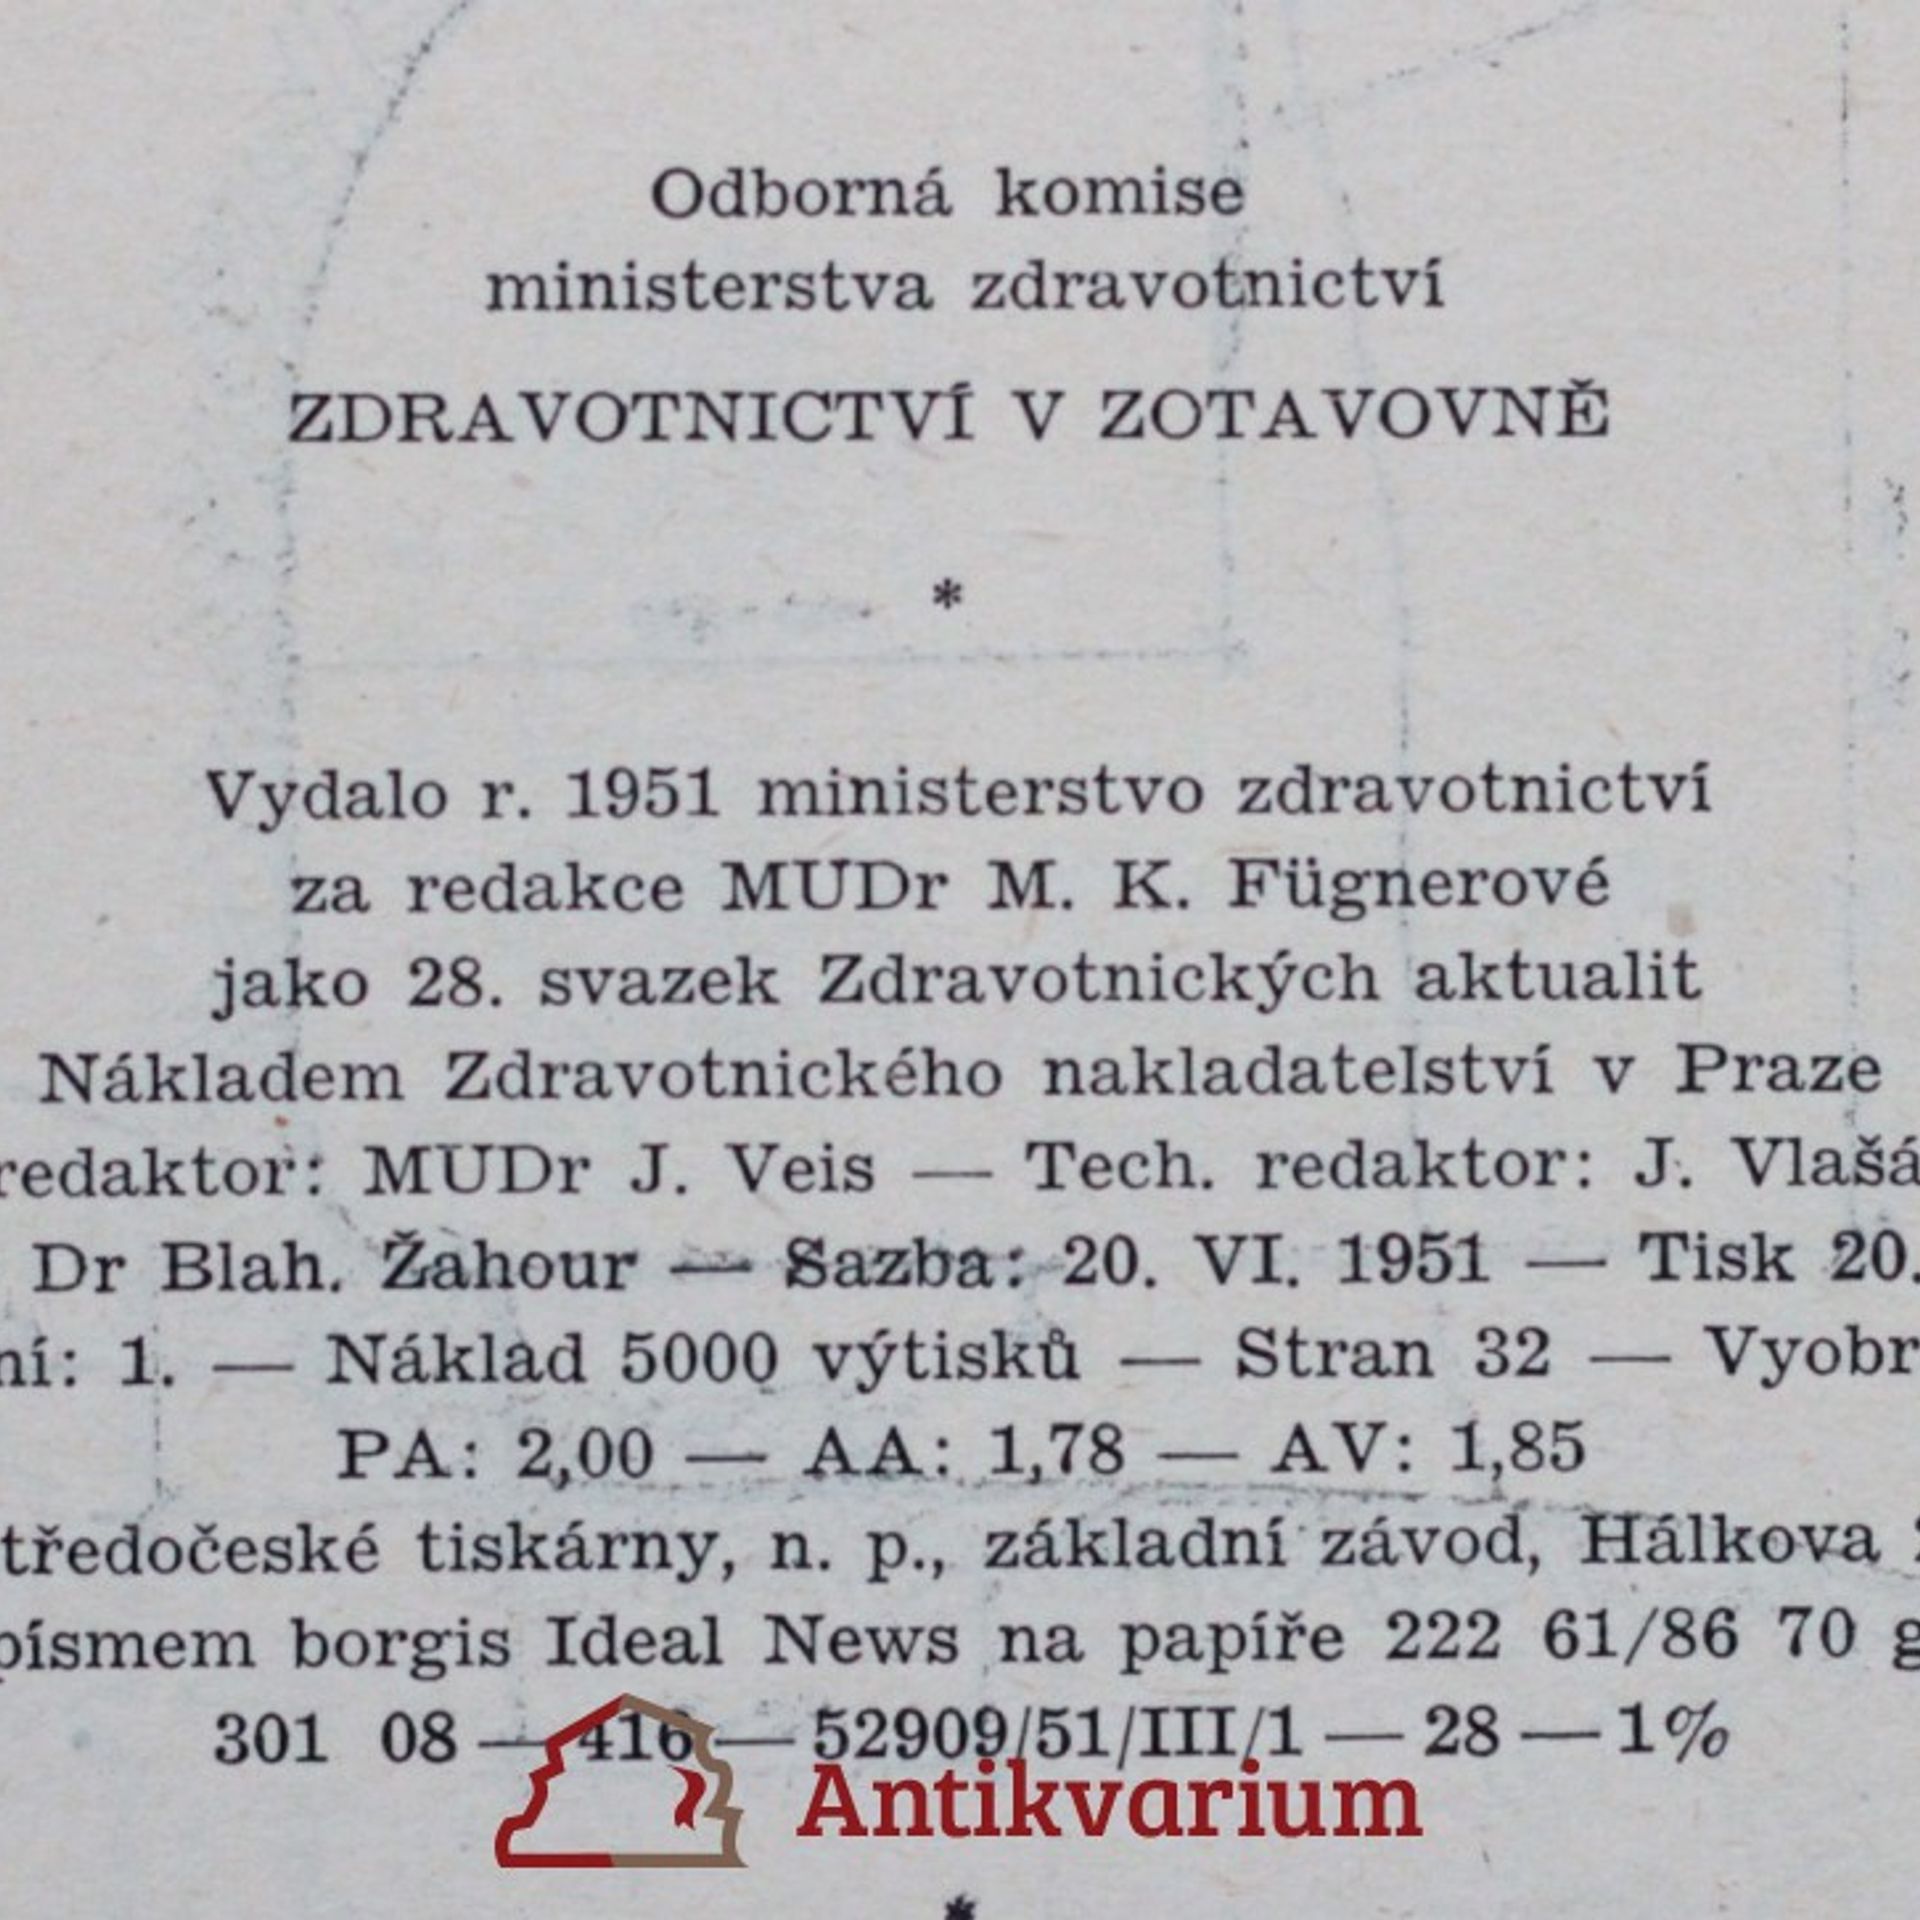 Odborná komise
ministerstva zdravotnictví
ZDRAVOTNICTVÍ V ZOTAVOVNĚ
*
Vydalo r. 1951 ministerstvo zdravotnictví
za redakce MUDr M. K. Fügnerové
jako 28. svazek Zdravotnických aktualit
Nákladem Zdravotnického nakladatelství v Praze
redaktor: MUDr J. Veis — Tech. redaktor: J. Vlašá
Dr Blah. Žahour — Sazba: 20. VI. 1951 — Tisk 20.
ní: 1. — Náklad 5000 výtisků — Stran 32 — Vyobr
PA: 2,00 — AA: 1,78 — AV: 1,85
tředočeské tiskárny, n. p., základní závod, Hálkova
písmem borgis Ideal News na papíře 222 61/86 70 g
301 08 — 416 — 52909/51/III/1 — 28 — 1%
Antikvarium
*